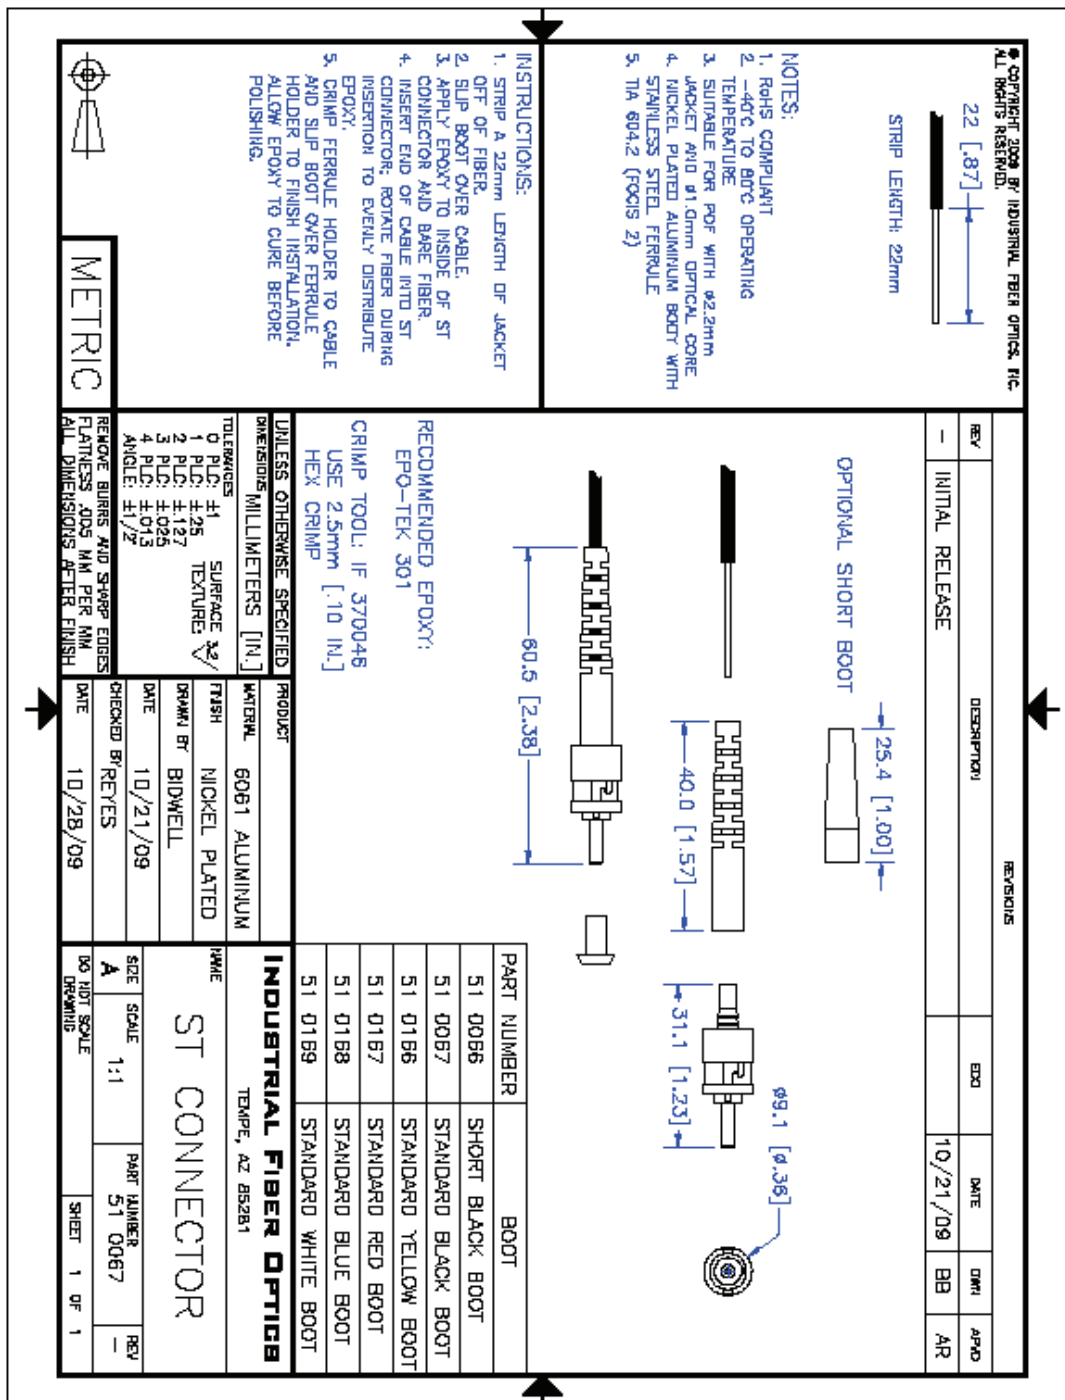 © COPYRIGHT 2009 BY INDUSTRIAL FIBER OPTICS, INC.
ALL RIGHTS RESERVED.
22 [.87]
STRIP LENGTH: 22mm
NOTES:
1. RoHS COMPLIANT
2. -40°C TO 80°C OPERATING
TEMPERATURE
3. SUITABLE FOR POF WITH ø2.2mm
JACKET AND ø1.0mm OPTICAL CORE
4. NICKEL PLATED ALUMINUM BODY WITH
STAINLESS STEEL FERRULE
5. TIA 604.2 (FOCIS 2)
INSTRUCTIONS:
1. STRIP A 22mm LENGTH OF JACKET
OFF OF FIBER.
2. SLIP BOOT OVER CABLE.
3. APPLY EPOXY TO INSIDE OF ST
CONNECTOR AND BARE FIBER.
4. INSERT END OF CABLE INTO ST
CONNECTOR; ROTATE FIBER DURING
INSERTION TO EVENLY DISTRIBUTE
EPOXY.
5. CRIMP FERRULE HOLDER TO CABLE
AND SLIP BOOT OVER FERRULE
HOLDER TO FINISH INSTALLATION.
ALLOW EPOXY TO CURE BEFORE
POLISHING.
METRIC
REVISIONS
REV DESCRIPTION ECO DATE DWN APVD
- INITIAL RELEASE 10/21/09 BB AR
OPTIONAL SHORT BOOT
25.4 [1.00]
40.0 [1.57]
31.1 [1.23]
ø9.1 [ø.36]
60.5 [2.38]
RECOMMENDED EPOXY:
EPO-TEK 301
CRIMP TOOL: IF 370046
USE 2.5mm [.10 IN.]
HEX CRIMP
PART NUMBER BOOT
51 0066 SHORT BLACK BOOT
51 0067 STANDARD BLACK BOOT
51 0166 STANDARD YELLOW BOOT
51 0167 STANDARD RED BOOT
51 0168 STANDARD BLUE BOOT
51 0169 STANDARD WHITE BOOT
UNLESS OTHERWISE SPECIFIED
DIMENSIONS MILLIMETERS [IN.]
TOLERANCES
0 PLC: ±1
1 PLC: ±.25
2 PLC: ±.127
3 PLC: ±.025
4 PLC: ±.013
ANGLE: ±1/2°
SURFACE 3.2
TEXTURE:
REMOVE BURRS AND SHARP EDGES
FLATNESS .005 MM PER MM
ALL DIMENSIONS AFTER FINISH
PRODUCT
MATERIAL 6061 ALUMINUM
FINISH NICKEL PLATED
DRAWN BY BIDWELL
DATE 10/21/09
CHECKED BY REYES
DATE 10/28/09
INDUSTRIAL FIBER OPTICS
TEMPE, AZ 85281
NAME
ST CONNECTOR
SIZE A
SCALE 1:1
PART NUMBER 51 0067
REV -
DO NOT SCALE
DRAWING
SHEET 1 OF 1